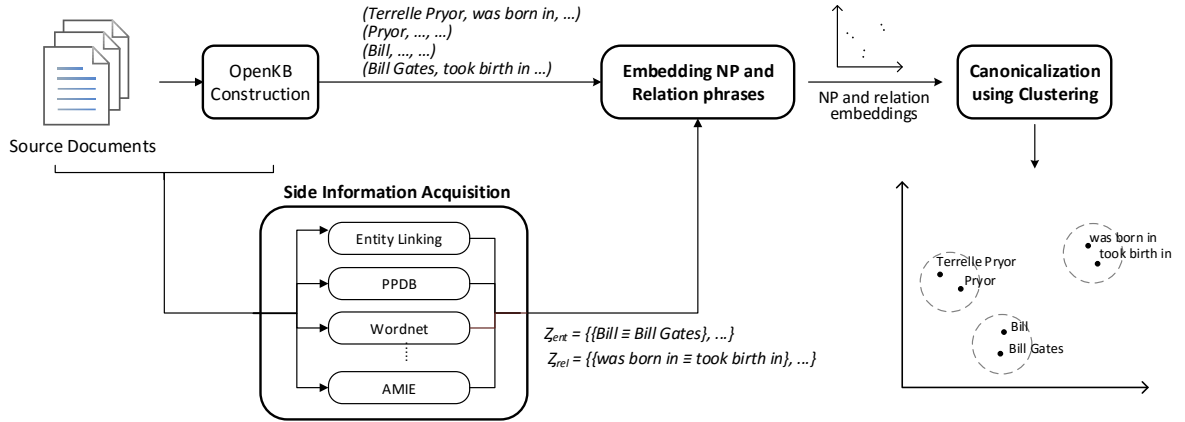 (Terrelle Pryor, was born in, ...)
(Pryor, ..., ...)
(Bill, ..., ...)
(Bill Gates, took birth in ...)
OpenKB
Construction
Embedding NP and
Relation phrases
NP and relation
embeddings
Canonicalization
using Clustering
Source Documents
Side Information Acquisition
Entity Linking
PPDB
Wordnet
AMIE
Zent = {{Bill ≡ Bill Gates}, ...}
Zrel = {{was born in ≡ took birth in}, ...}
was born in
took birth in
Terrelle Pryor
Pryor
Bill
Bill Gates